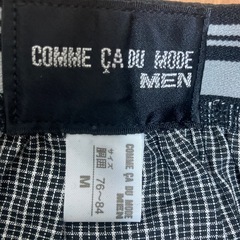 COMME ÇA DU MODE
MEN
サイズ
胴囲 76~84
M
COMME ÇA
DU MODE
MEN